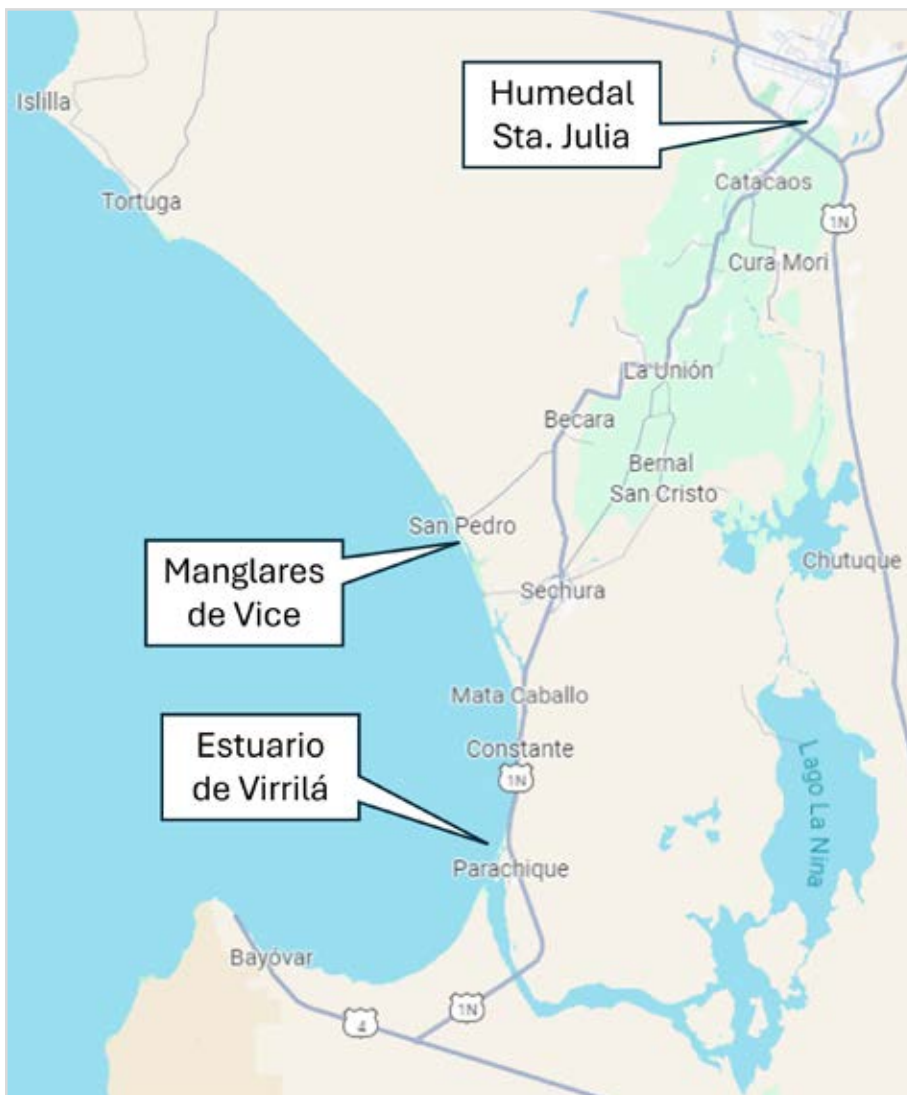 Islilla
Humedal
Sta. Julia
Catacaos
Tortuga
1N
Cura Mori
La Unión
Becara
Bernal
San Cristo
San Pedro
Chutuque
Manglares
de Vice
Sechura
Mata Caballo
Estuario
de Virrilá
Constante
1N
Lago La Nina
Parachique
Bayóvar
1N
4